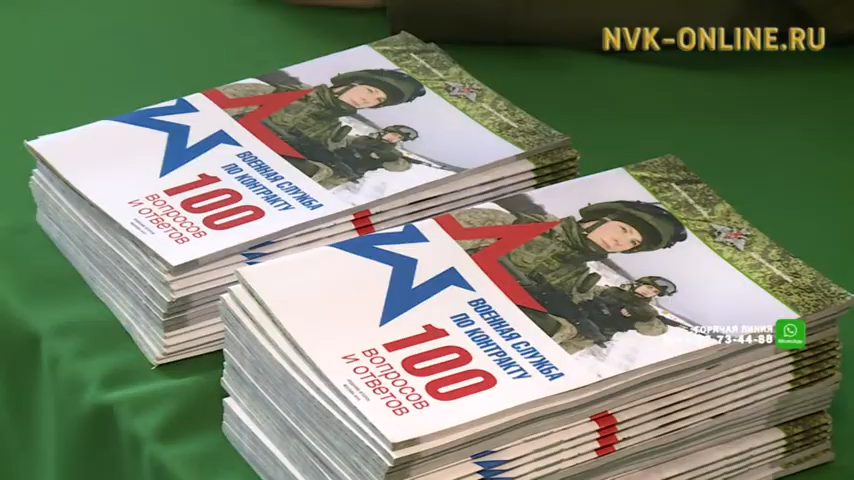 NVK-ONLINE.RU
ВОЕННАЯ СЛУЖБА
ПО КОНТРАКТУ
100
вопросов
и ответов
ВОЕННАЯ СЛУЖБА
ПО КОНТРАКТУ
100
вопросов
и ответов
ГОРЯЧАЯ ЛИНИЯ
73-44-88
WhatsApp